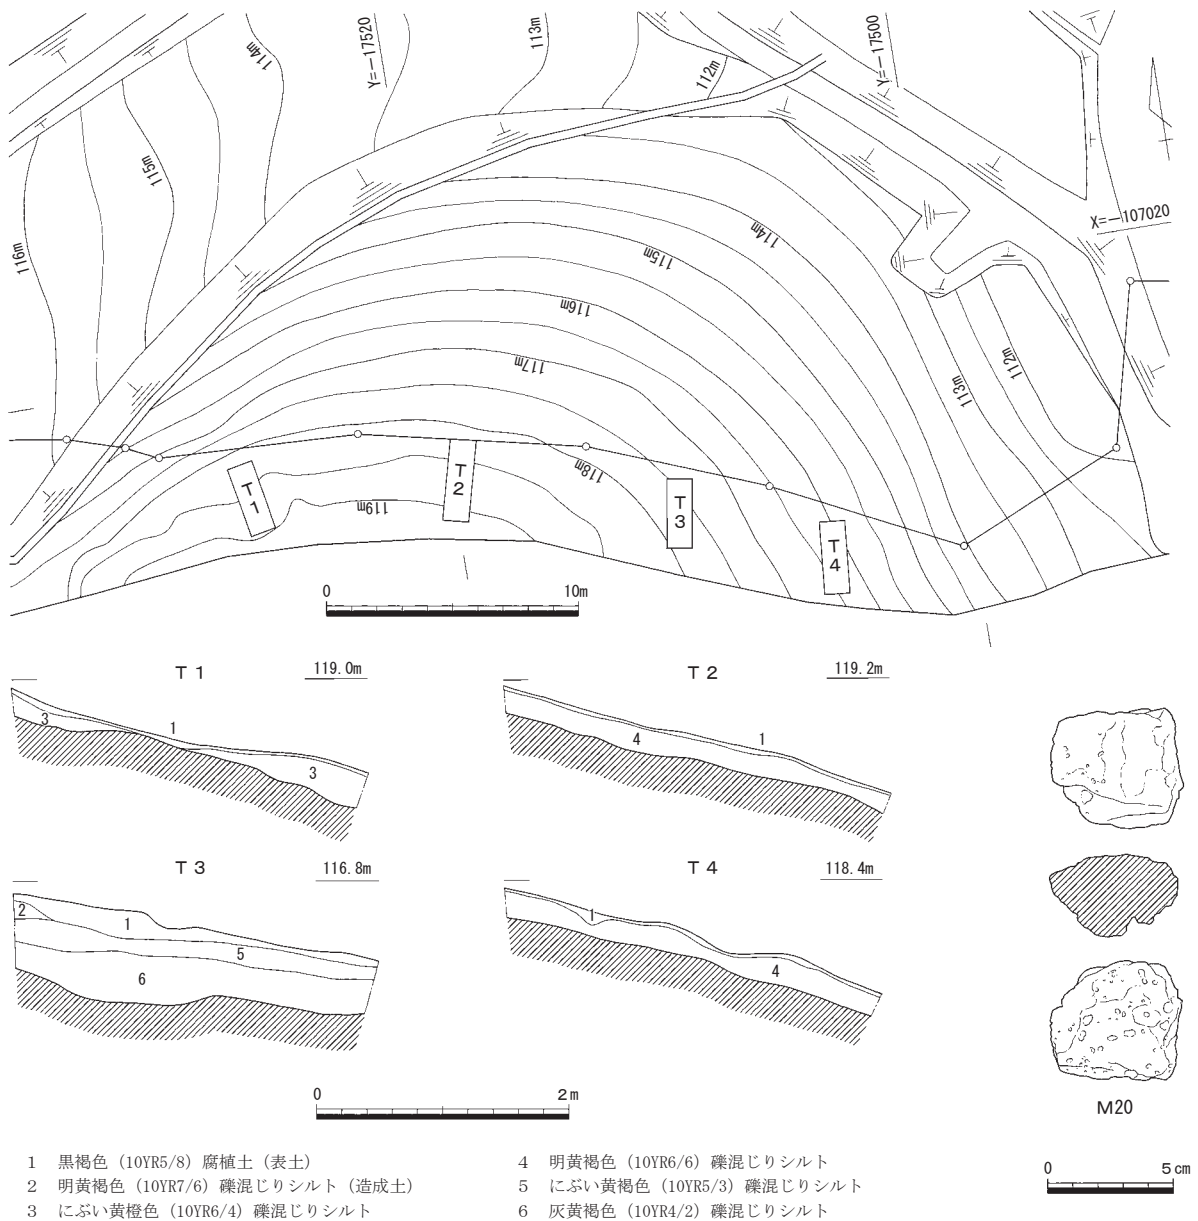 114m
Y=−17520
113m
112m
Y=−17500
115m
116m
114m
X=−107020
115m
116m
117m
112m
113m
118m
119m
T1
T2
T3
T4
0 10m
T1 119.0m
3
1
3
T2 119.2m
4
1
T3 116.8m
2
1
5
6
T4 118.4m
1
4
0 2m
M20
0 5cm
1 黒褐色（10YR5/8）腐植土（表土）
2 明黄褐色（10YR7/6）礫混じりシルト（造成土）
3 にぶい黄橙色（10YR6/4）礫混じりシルト
4 明黄褐色（10YR6/6）礫混じりシルト
5 にぶい黄褐色（10YR5/3）礫混じりシルト
6 灰黄褐色（10YR4/2）礫混じりシルト